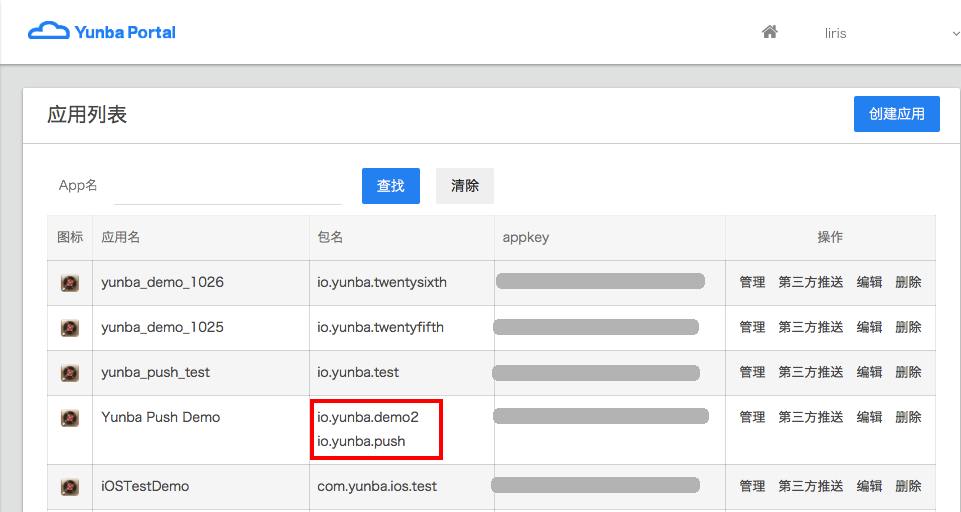 Yunba Portal
liris
应用列表
创建应用
App名
查找 清除
图标 应用名 包名 appkey 操作
yunba_demo_1026 io.yunba.twentysixth 管理 第三方推送 编辑 删除
yunba_demo_1025 io.yunba.twentyfifth 管理 第三方推送 编辑 删除
yunba_push_test io.yunba.test 管理 第三方推送 编辑 删除
Yunba Push Demo io.yunba.demo2 管理 第三方推送 编辑 删除
io.yunba.push
iOSTestDemo com.yunba.ios.test 管理 第三方推送 编辑 删除